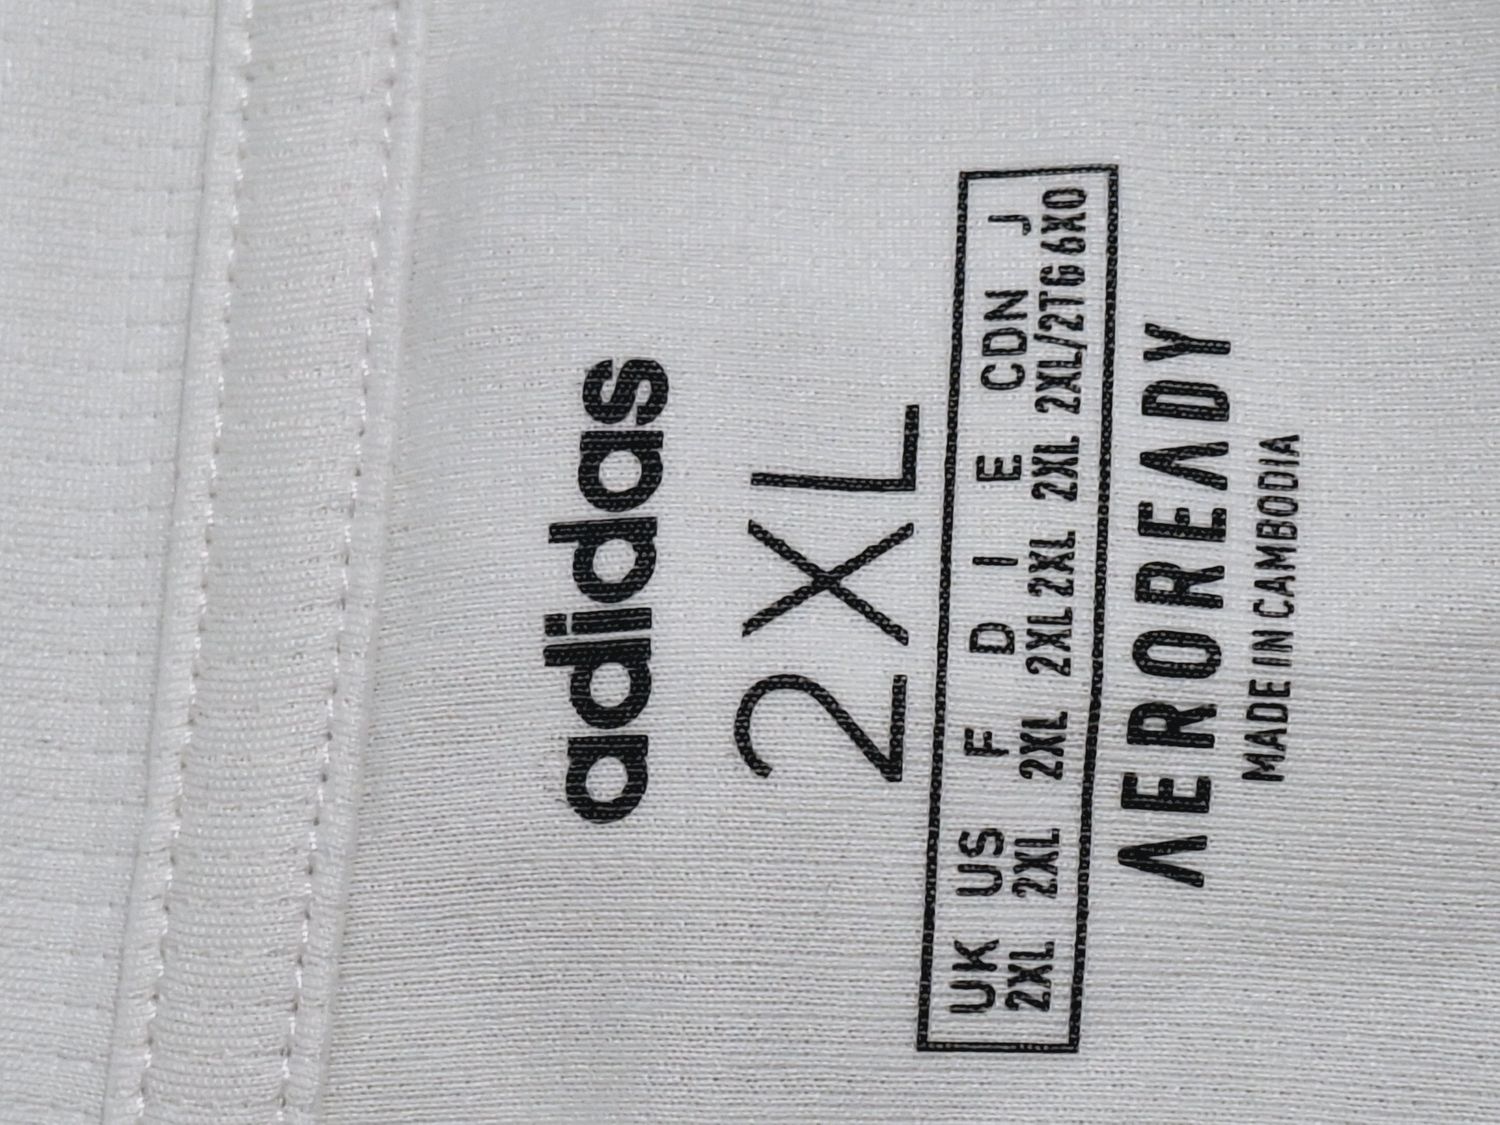 adidas
2XL
UK US F D I E CDN J
2XL 2XL 2XL 2XL 2XL 2XL 2XL/2TG 6XO
AEROREADY
MADE IN CAMBODIA